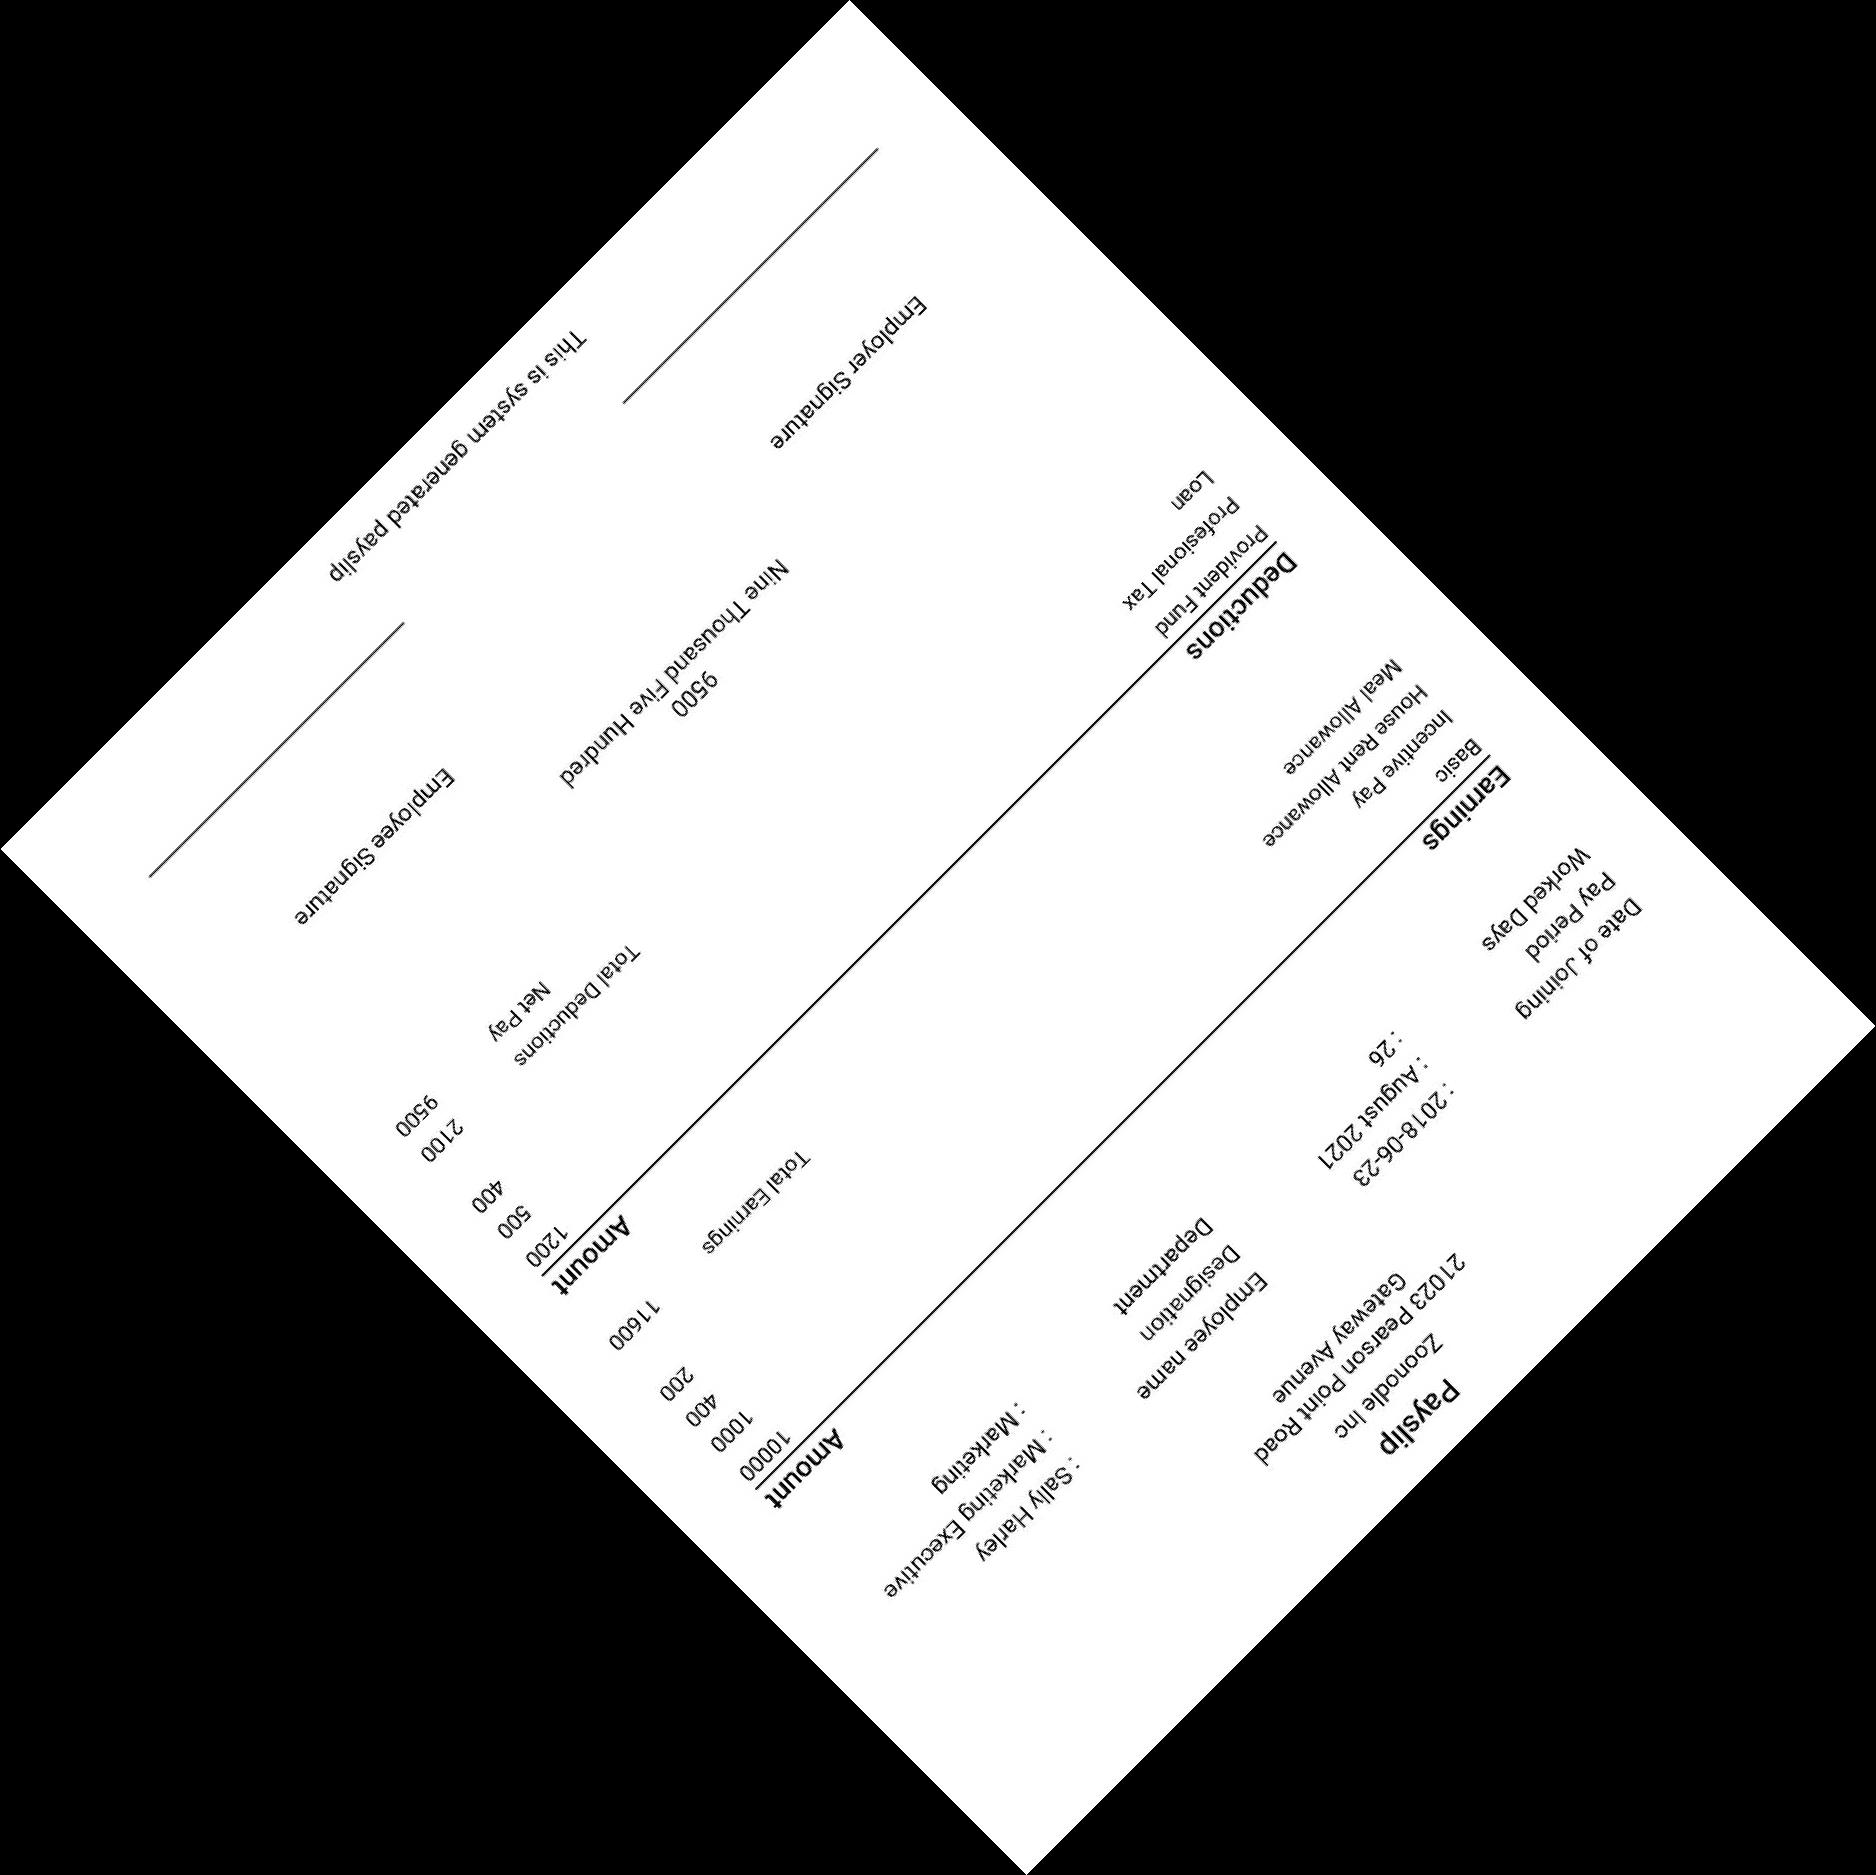 Payslip
Zoonodle Inc
21023 Pearson Point Road
Gateway Avenue
Date of Joining : 2018-06-23 Employee name : Sally Harley
Pay Period : August 2021 Designation : Marketing Executive
Worked Days : 26 Department : Marketing
Earnings Amount
Basic 10000
Incentive Pay 1000
House Rent Allowance 400
Meal Allowance 200
Total Earnings 11600
Deductions Amount
Provident Fund 1200
Profesional Tax 500
Loan 400
Total Deductions 2100
Net Pay 9500
9500
Nine Thousand Five Hundred
Employer Signature Employee Signature
This is system generated payslip